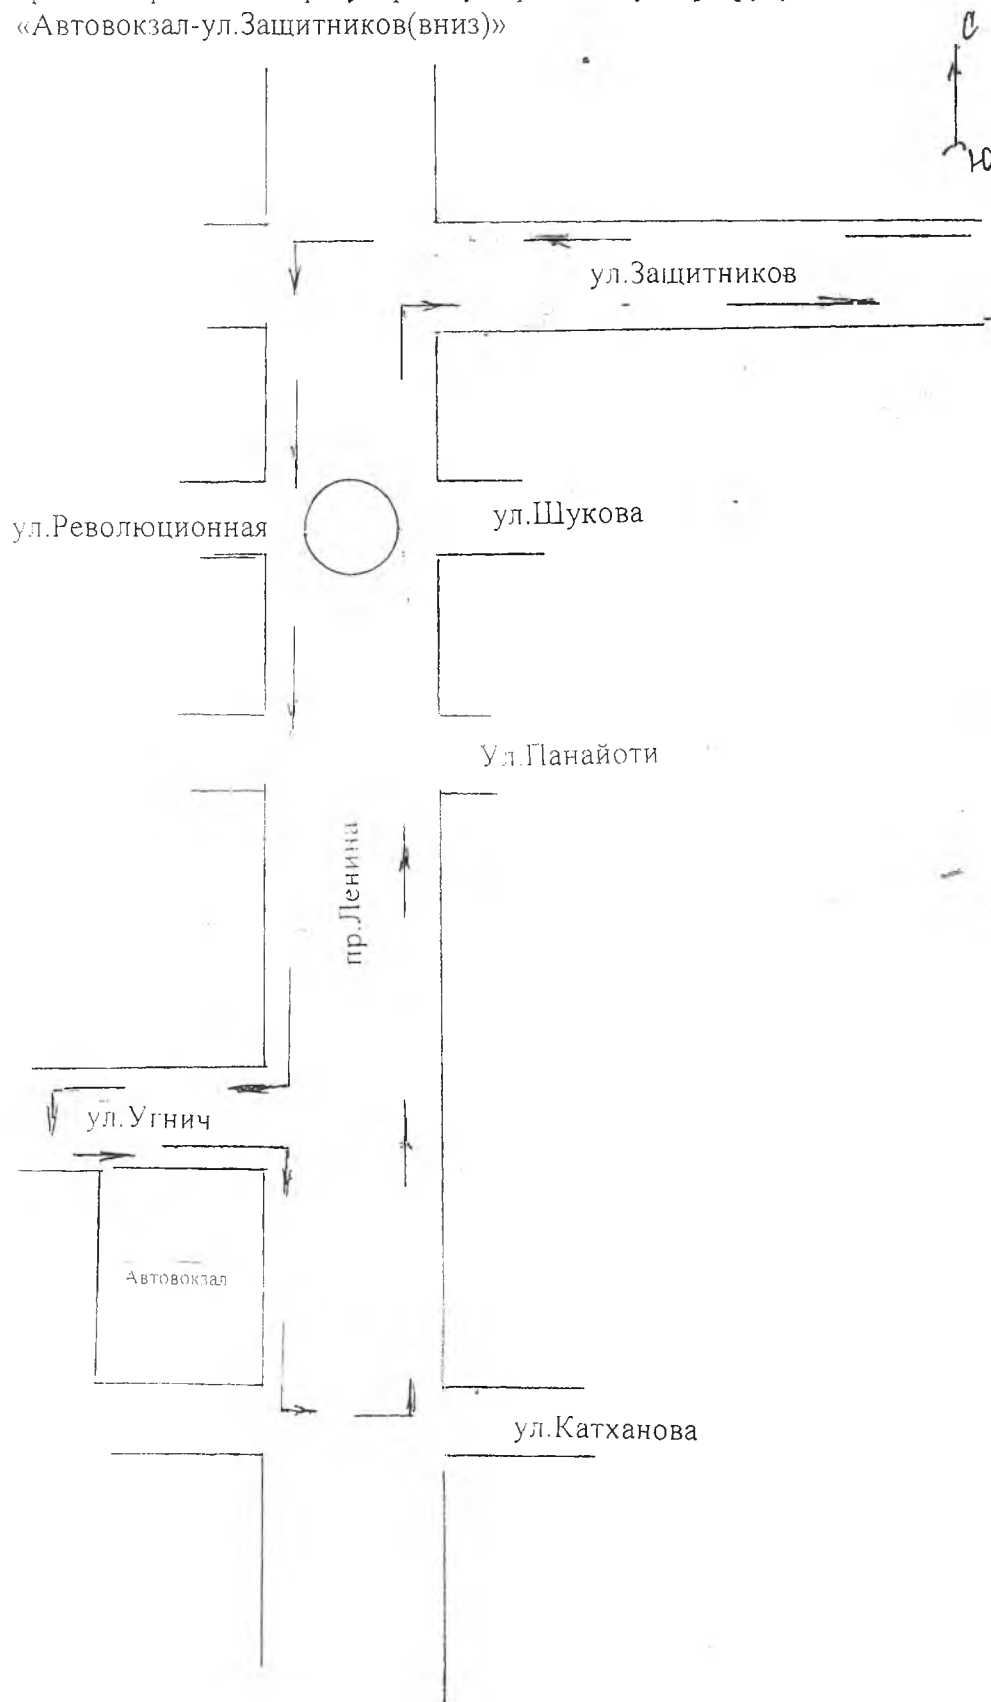 «Автовокзал-ул.Защитников(вниз)»
С
Ю
ул.Защитников
ул.Революционная
ул.Шукова
Ул.Панайоти
пр.Ленина
ул.Угнич
Автовокзал
ул.Катханова